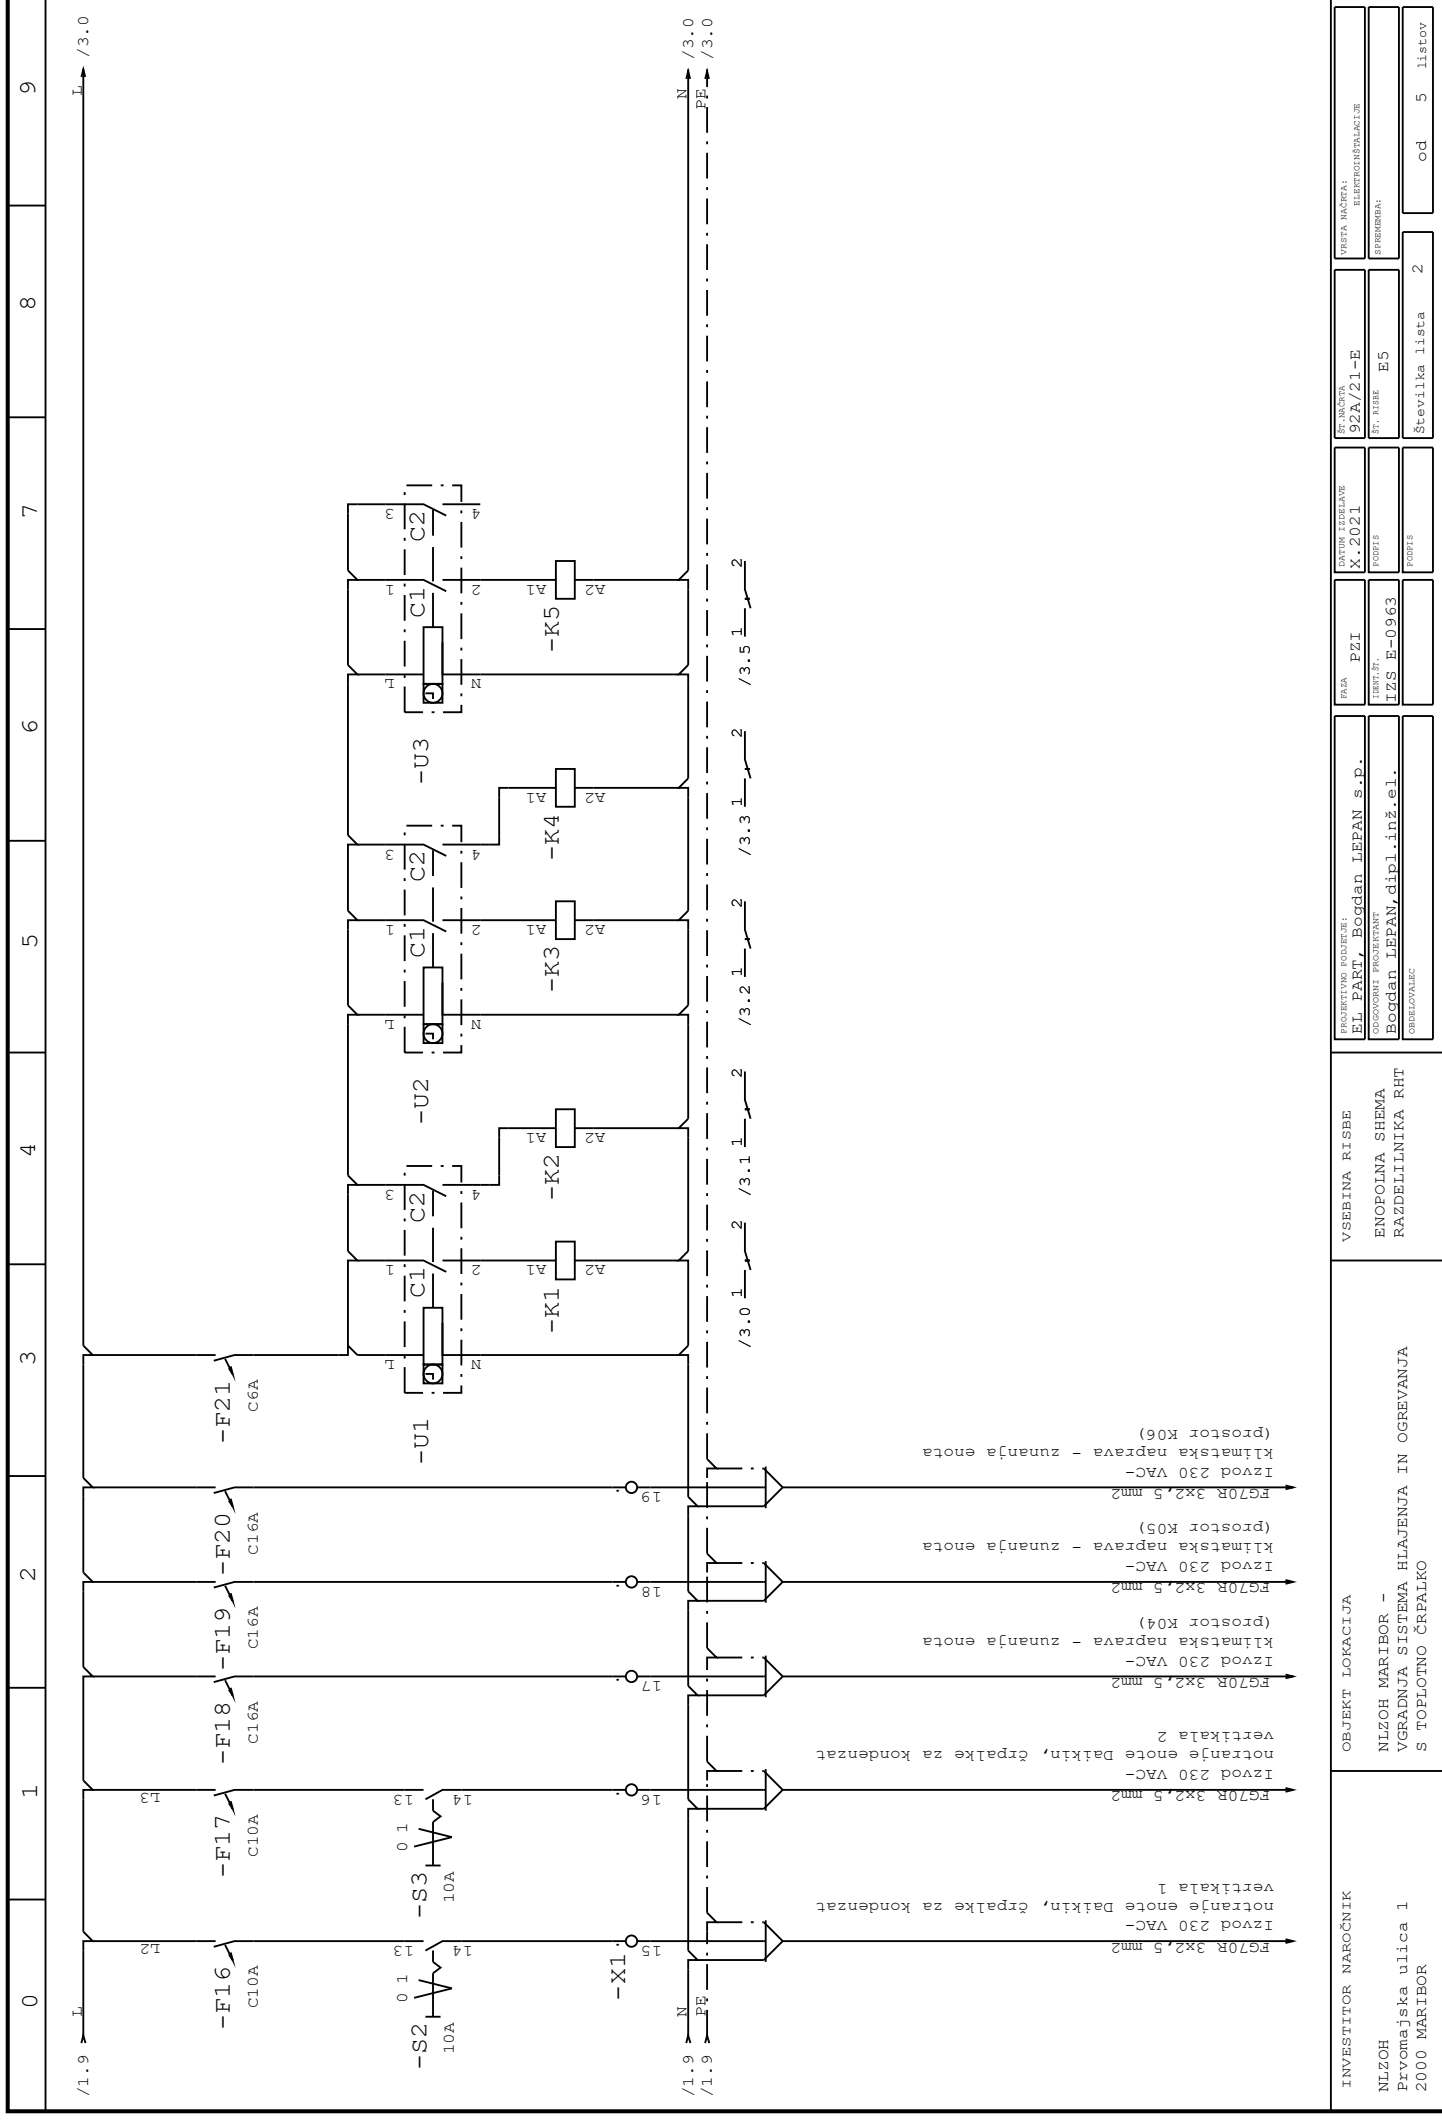 0 1 2 3 4 5 6 7 8 9
/1.9 L
L /3.0
L2
-F16
C10A
0 1
13
14
-S2
10A
-X1
15
L3
-F17
C10A
0 1
13
14
-S3
10A
16
-F18
C16A
17
-F19
C16A
18
-F20
C16A
19
-F21
C6A
-U1
L
N
C1
1
2
C2
3
4
-K1
A1
A2
-K2
A1
A2
-U2
L
N
C1
1
2
C2
3
4
-K3
A1
A2
-K4
A1
A2
-U3
L
N
C1
1
2
C2
3
4
-K5
A1
A2
/1.9 N
N /3.0
/1.9 PE
PE /3.0
/3.0 1 2
/3.1 1 2
/3.2 1 2
/3.3 1 2
/3.5 1 2
FG7OR 3x2,5 mm2
Izvod 230 VAC-
notranje enote Daikin, črpalke za kondenzat
vertikala 1
FG7OR 3x2,5 mm2
Izvod 230 VAC-
notranje enote Daikin, črpalke za kondenzat
vertikala 2
FG7OR 3x2,5 mm2
Izvod 230 VAC-
klimatska naprava - zunanja enota
(prostor K04)
FG7OR 3x2,5 mm2
Izvod 230 VAC-
klimatska naprava - zunanja enota
(prostor K05)
FG7OR 3x2,5 mm2
Izvod 230 VAC-
klimatska naprava - zunanja enota
(prostor K06)
INVESTITOR NAROČNIK
NLZOH
Prvomajska ulica 1
2000 MARIBOR
OBJEKT LOKACIJA
NLZOH MARIBOR -
VGRADNJA SISTEMA HLAJENJA IN OGREVANJA
S TOPLOTNO ČRPALKO
VSEBINA RISBE
ENOPOLNA SHEMA
RAZDELILNIKA RHT
PROJEKTIVNO PODJETJE:
EL PART, Bogdan LEPAN s.p.
ODGOVORNI PROJEKTANT
Bogdan LEPAN,dipl.inž.el.
OBDELOVALEC
FAZA
PZI
IDENT.ŠT.
IZS E-0963
DATUM IZDELAVE
X.2021
PODPIS
PODPIS
ŠT.NAČRTA
92A/21-E
ŠT. RISBE
E5
Številka lista 2
VRSTA NAČRTA:
ELEKTROINŠTALACIJE
SPREMEMBA:
od 5 listov